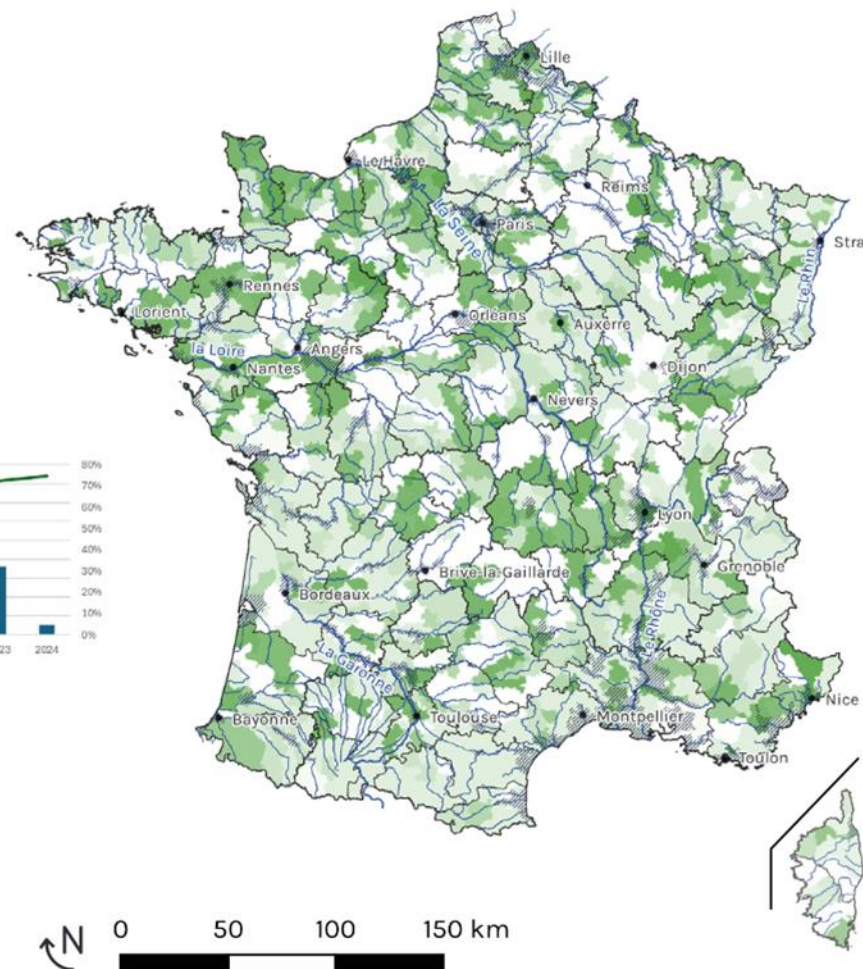 Lille
Le Havre
Reims
La Seine
Paris
Stra
Le Rhin
Rennes
Lorient
Orléans
Auxerre
la Loire
Angers
Nantes
Dijon
Nevers
80%
70%
60%
50%
40%
30%
20%
10%
0%
23
2024
Lyon
Brive-la-Gaillarde
Grenoble
Bordeaux
Le Rhône
La Garonne
Bayonne
Toulouse
Montpellier
Nice
Toulon
N
0 50 100 150 km